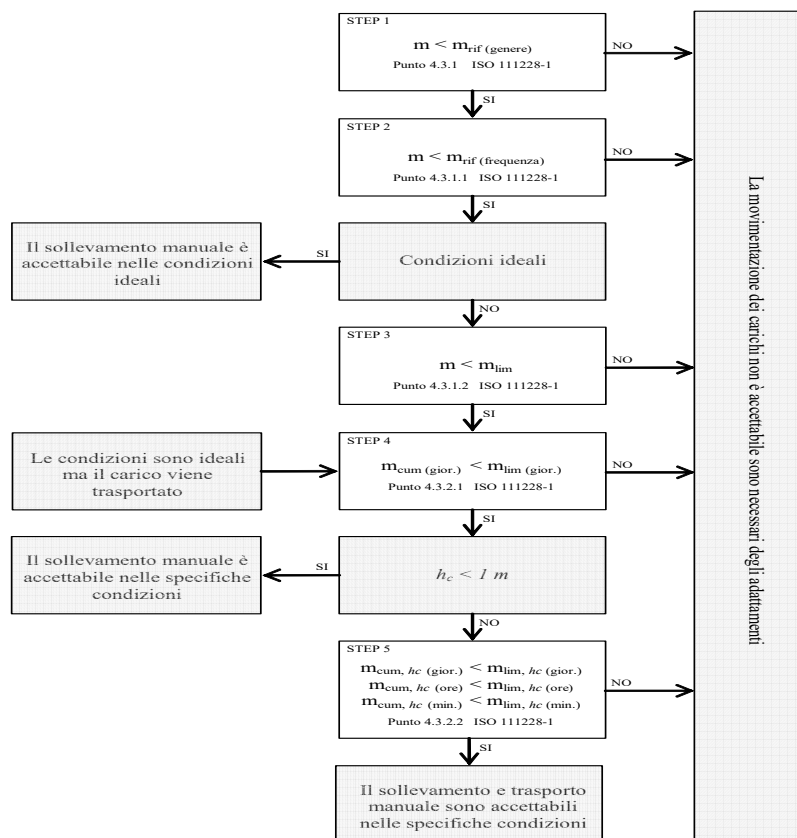 STEP 1
m < mrif (genere)
Punto 4.3.1 ISO 111228-1
NO
SI
STEP 2
m < mrif (frequenza)
Punto 4.3.1.1 ISO 111228-1
NO
SI
Il sollevamento manuale è
accettabile nelle condizioni
ideali
SI
Condizioni ideali
NO
STEP 3
m < mlim
Punto 4.3.1.2 ISO 111228-1
NO
SI
Le condizioni sono ideali
ma il carico viene
trasportato
STEP 4
mcum (gior.) < mlim (gior.)
Punto 4.3.2.1 ISO 111228-1
NO
SI
Il sollevamento manuale è
accettabile nelle specifiche
condizioni
SI
hc < 1 m
NO
STEP 5
mcum, hc (gior.) < mlim, hc (gior.)
mcum, hc (ore) < mlim, hc (ore)
mcum, hc (min.) < mlim, hc (min.)
Punto 4.3.2.2 ISO 111228-1
NO
SI
Il sollevamento e trasporto
manuale sono accettabili
nelle specifiche condizioni
La movimentazione dei carichi non è accettabile sono necessari degli adattamenti